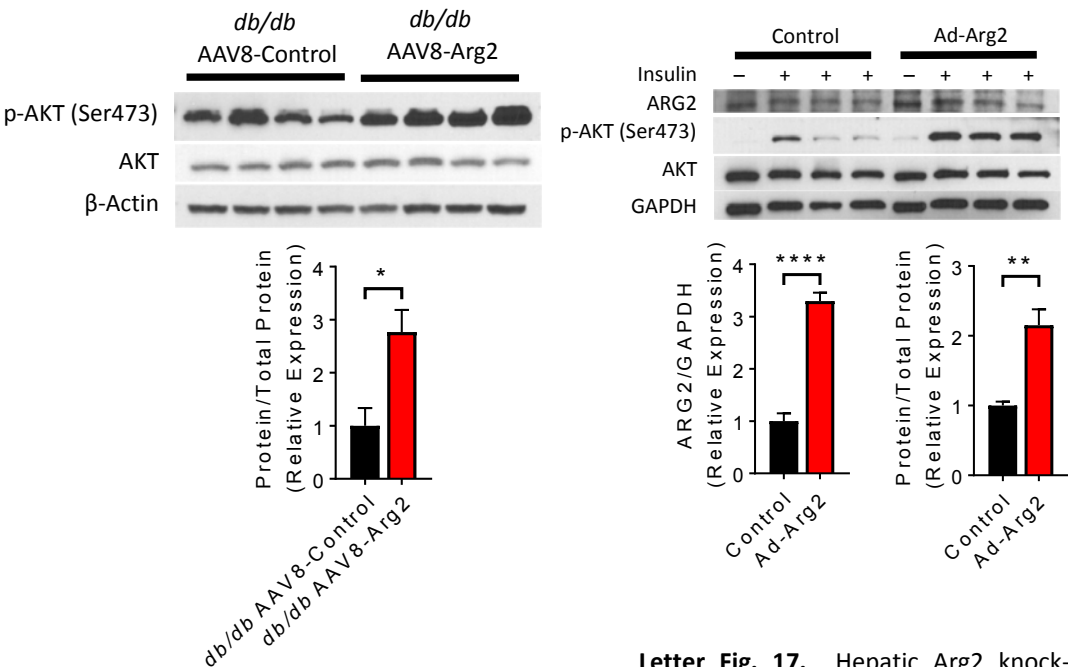 db/db
AAV8-Control
db/db
AAV8-Arg2
p-AKT (Ser473)
AKT
β-Actin
Protein/Total Protein
(Relative Expression)
4
3
2
1
0
*
db/db AAV8-Control
db/db AAV8-Arg2
Control
Ad-Arg2
Insulin
– + + + – + + +
ARG2
p-AKT (Ser473)
AKT
GAPDH
ARG2/GAPDH
(Relative Expression)
4
3
2
1
0
****
Control
Ad-Arg2
Protein/Total Protein
(Relative Expression)
3
2
1
0
**
Control
Ad-Arg2
Letter Fig. 17. Hepatic Arg2 knock-